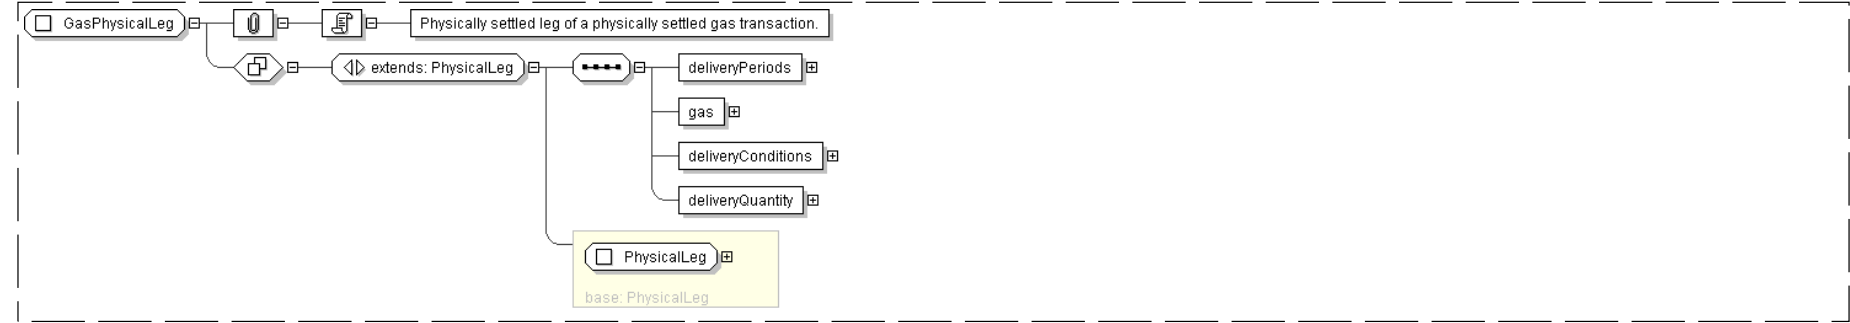 GasPhysicalLeg
Physically settled leg of a physically settled gas transaction.
extends: PhysicalLeg
deliveryPeriods
gas
deliveryConditions
deliveryQuantity
PhysicalLeg
base: PhysicalLeg